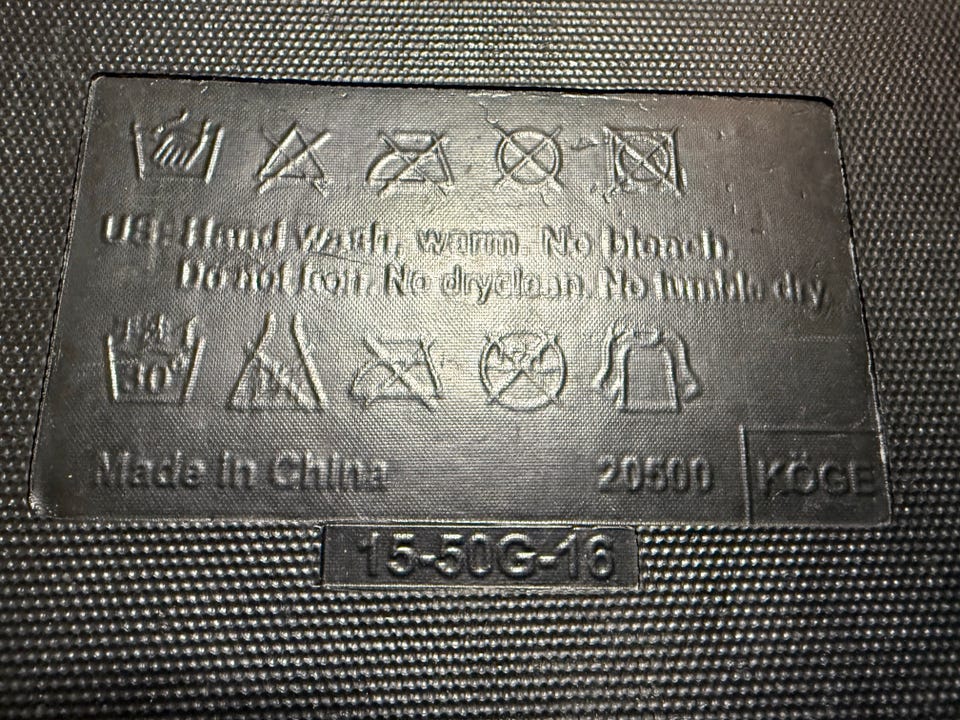 US: Hand wash, warm. No bleach.
Do not iron. No dryclean. No tumble dry.
30°
Made in China 20500 KÖGE
15-50G-16